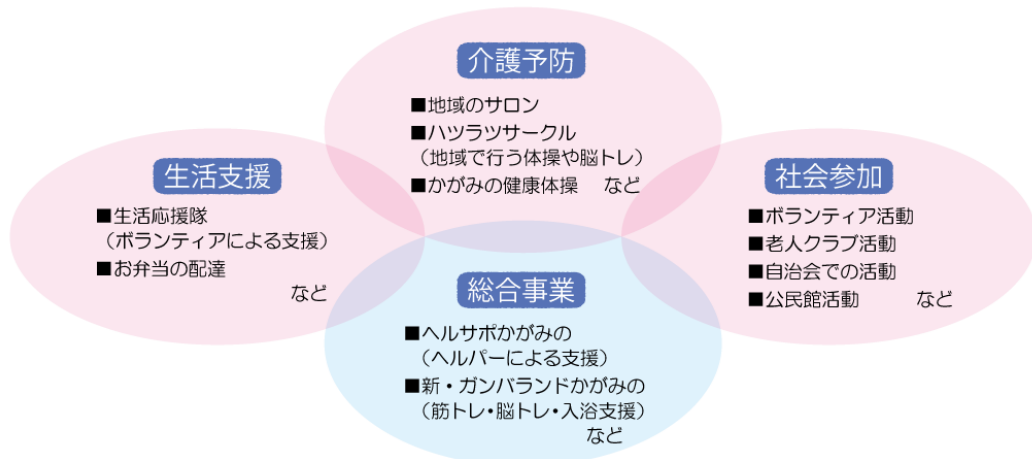 介護予防
■地域のサロン
■ハツラツサークル
（地域で行う体操や脳トレ）
■かがみの健康体操　など
生活支援
■生活応援隊
（ボランティアによる支援）
■お弁当の配達
など
社会参加
■ボランティア活動
■老人クラブ活動
■自治会での活動
■公民館活動　など
総合事業
■ヘルサポかがみの
（ヘルパーによる支援）
■新・ガンバランドかがみの
（筋トレ・脳トレ・入浴支援）
など